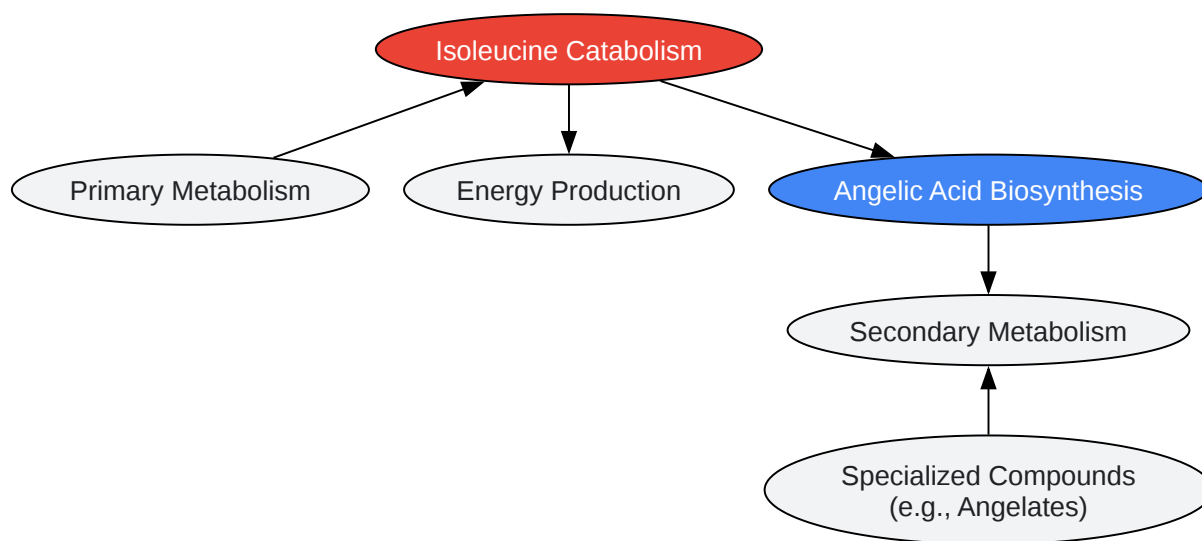 Isoleucine Catabolism
Primary Metabolism
Energy Production
Angelic Acid Biosynthesis
Secondary Metabolism
Specialized Compounds
(e.g., Angelates)